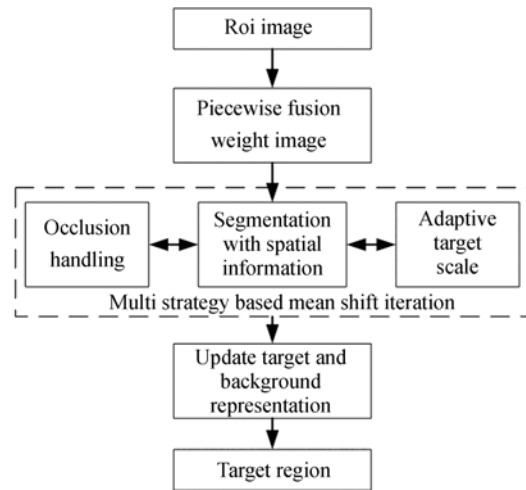 Roi image
Piecewise fusion
weight image
Occlusion
handling
Segmentation
with spatial
information
Adaptive
target
scale
Multi strategy based mean shift iteration
Update target and
background
representation
Target region